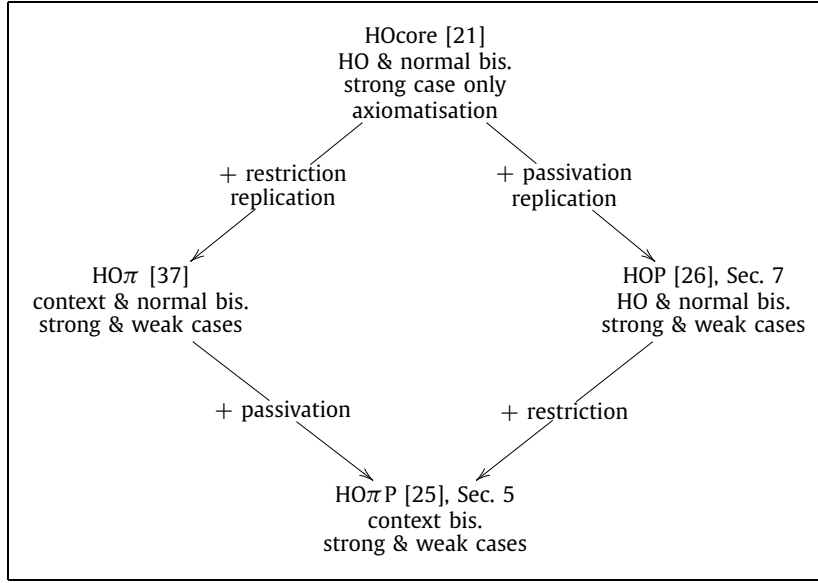 HOcore [21]
HO & normal bis.
strong case only
axiomatisation
+ restriction
replication
+ passivation
replication
HOπ [37]
context & normal bis.
strong & weak cases
HOP [26], Sec. 7
HO & normal bis.
strong & weak cases
+ passivation
+ restriction
HOπP [25], Sec. 5
context bis.
strong & weak cases